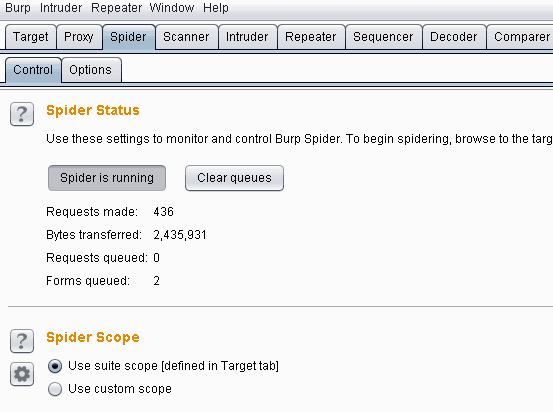 Burp Intruder Repeater Window Help
Target Proxy Spider Scanner Intruder Repeater Sequencer Decoder Comparer
Control Options
? Spider Status
Use these settings to monitor and control Burp Spider. To begin spidering, browse to the targ
Spider is running Clear queues
Requests made: 436
Bytes transferred: 2,435,931
Requests queued: 0
Forms queued: 2
? Spider Scope
Use suite scope [defined in Target tab]
Use custom scope